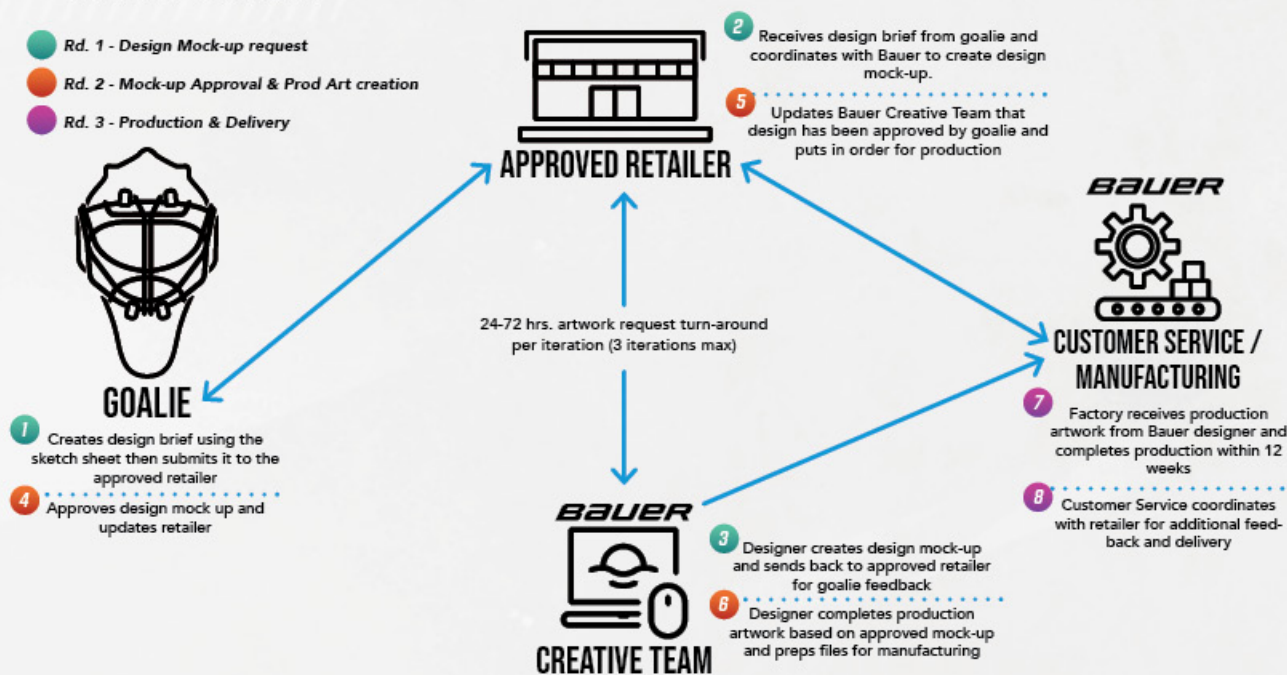 Rd. 1 - Design Mock-up request
Rd. 2 - Mock-up Approval & Prod Art creation
Rd. 3 - Production & Delivery
APPROVED RETAILER
2
Receives design brief from goalie and
coordinates with Bauer to create design
mock-up.
5
Updates Bauer Creative Team that
design has been approved by goalie and
puts in order for production
GOALIE
1
Creates design brief using the
sketch sheet then submits it to the
approved retailer
4
Approves design mock up and
updates retailer
24-72 hrs. artwork request turn-around
per iteration (3 iterations max)
BAUER
CUSTOMER SERVICE /
MANUFACTURING
7
Factory receives production
artwork from Bauer designer and
completes production within 12
weeks
8
Customer Service coordinates
with retailer for additional feed-
back and delivery
BAUER
CREATIVE TEAM
3
Designer creates design mock-up
and sends back to approved retailer
for goalie feedback
6
Designer completes production
artwork based on approved mock-up
and preps files for manufacturing